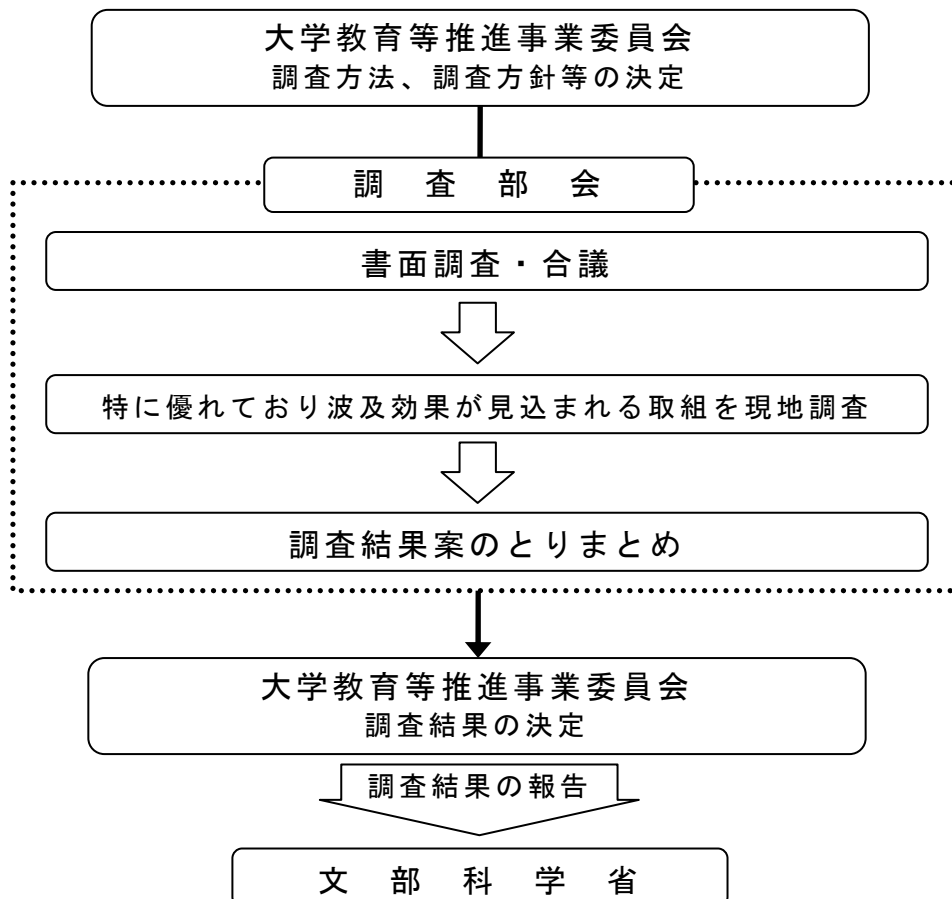 大学教育等推進事業委員会
調査方法、調査方針等の決定
調査部会
書面調査・合議
特に優れており波及効果が見込まれる取組を現地調査
調査結果案のとりまとめ
大学教育等推進事業委員会
調査結果の決定
調査結果の報告
文部科学省